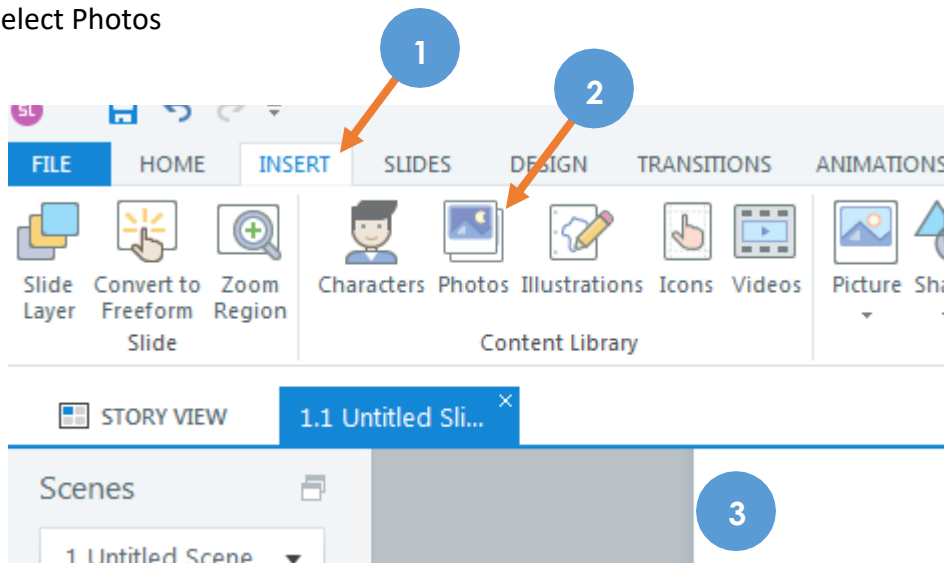 elect Photos
1
2
SL
FILE HOME INSERT SLIDES DESIGN TRANSITIONS ANIMATIONS
Slide Layer Convert to Freeform Zoom Region Characters Photos Illustrations Icons Videos Picture Sha
Slide Content Library
STORY VIEW 1.1 Untitled Sli... ×
Scenes
3
1 Untitled Scene